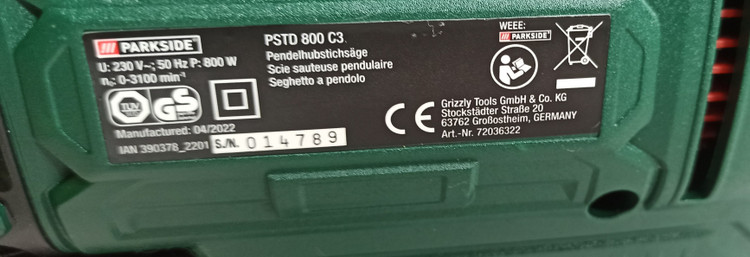 PARKSIDE
U: 230 V~; 50 Hz P: 800 W
n₀: 0-3100 min⁻¹
TÜV
GS
Manufactured: 04/2022
IAN 390378_2201
S/N. 014789
PSTD 800 C3
Pendelhubstichsäge
Scie sauteuse pendulaire
Seghetto a pendolo
WEEE:
PARKSIDE
CE
Grizzly Tools GmbH & Co. KG
Stockstädter Straße 20
63762 Großostheim, GERMANY
Art.-Nr. 72036322